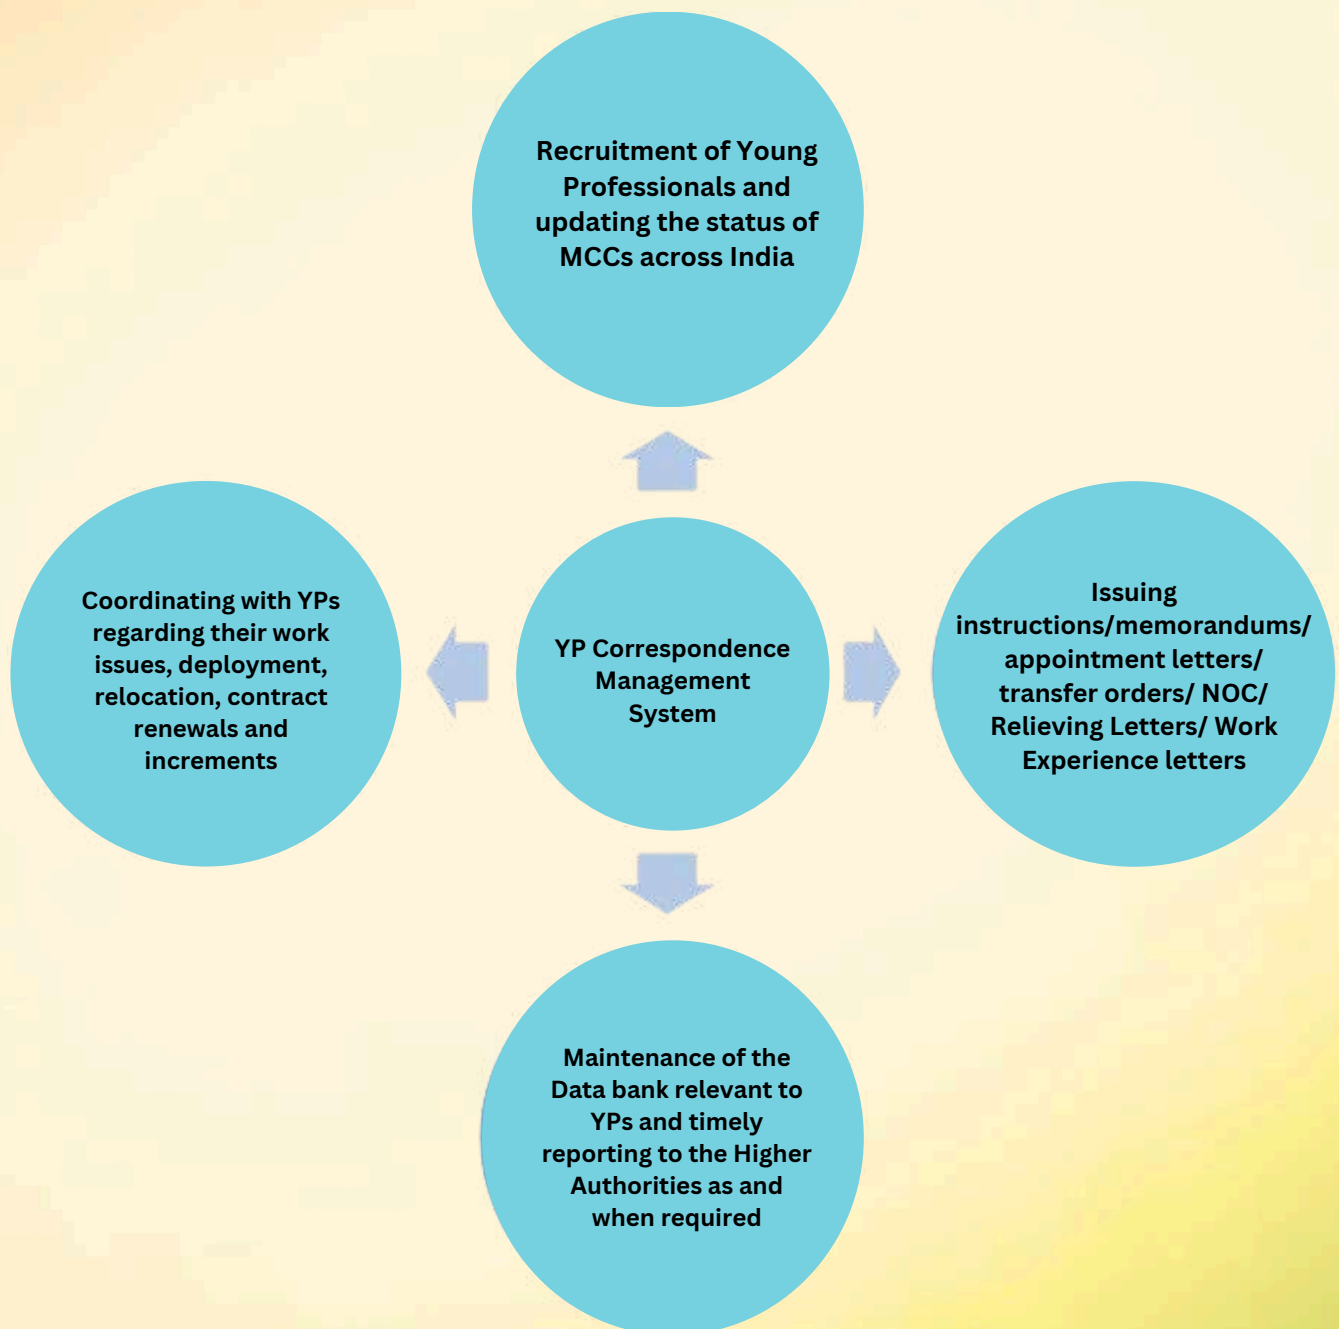 Recruitment of Young
Professionals and
updating the status of
MCCs across India
Coordinating with YPs
regarding their work
issues, deployment,
relocation, contract
renewals and
increments
YP Correspondence
Management
System
Issuing
instructions/memorandums/
appointment letters/
transfer orders/ NOC/
Relieving Letters/ Work
Experience letters
Maintenance of the
Data bank relevant to
YPs and timely
reporting to the Higher
Authorities as and
when required